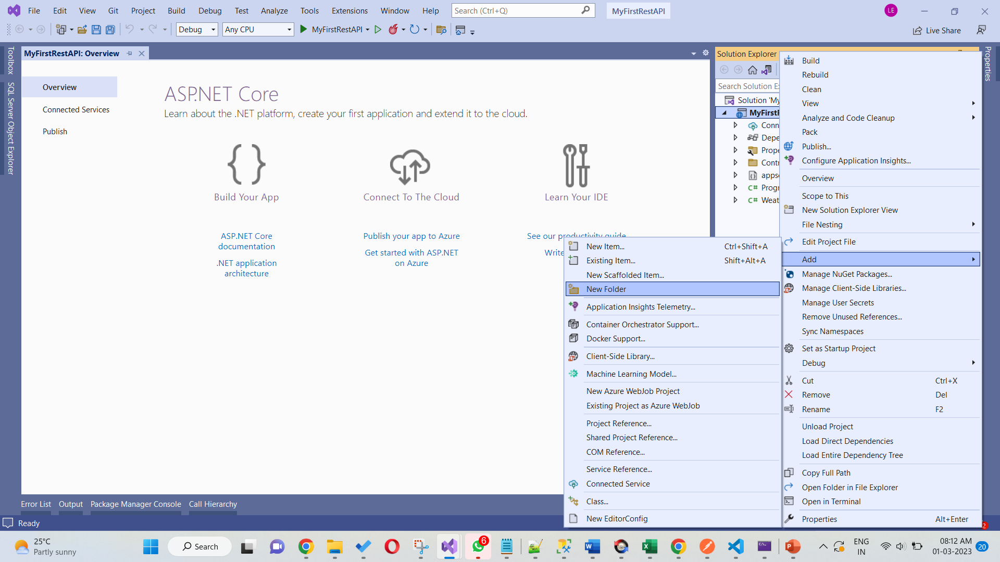 File Edit View Git Project Build Debug Test Analyze Tools Extensions Window Help Search (Ctrl+Q) MyFirstRestAPI LE
Debug Any CPU MyFirstRestAPI Live Share
Toolbox
SQL Server Object Explorer
MyFirstRestAPI: Overview
Overview
Connected Services
Publish
ASP.NET Core
Learn about the .NET platform, create your first application and extend it to the cloud.
Build Your App
Connect To The Cloud
Learn Your IDE
ASP.NET Core
documentation
.NET application
architecture
Publish your app to Azure
Get started with ASP.NET
on Azure
See our productivity guide
Write
Solution Explorer
Search Solution Ex
Solution 'My
MyFirstR
Conn
Depe
Prope
Contr
appse
C# Progr
C# Weat
Properties
Build
Rebuild
Clean
View
Analyze and Code Cleanup
Pack
Publish...
Configure Application Insights...
Overview
Scope to This
New Solution Explorer View
File Nesting
Edit Project File
Add
Manage NuGet Packages...
Manage Client-Side Libraries...
Manage User Secrets
Remove Unused References...
Sync Namespaces
Set as Startup Project
Debug
Cut Ctrl+X
Remove Del
Rename F2
Unload Project
Load Direct Dependencies
Load Entire Dependency Tree
Copy Full Path
Open Folder in File Explorer
Open in Terminal
Properties Alt+Enter
New Item... Ctrl+Shift+A
Existing Item... Shift+Alt+A
New Scaffolded Item...
New Folder
Application Insights Telemetry...
Container Orchestrator Support...
Docker Support...
Client-Side Library...
Machine Learning Model...
New Azure WebJob Project
Existing Project as Azure WebJob
Project Reference...
Shared Project Reference...
COM Reference...
Service Reference...
Connected Service
Class...
New EditorConfig
Error List Output Package Manager Console Call Hierarchy
Ready
2
25°C
Partly sunny
Search
6
ENG
IN
08:12 AM
01-03-2023
20